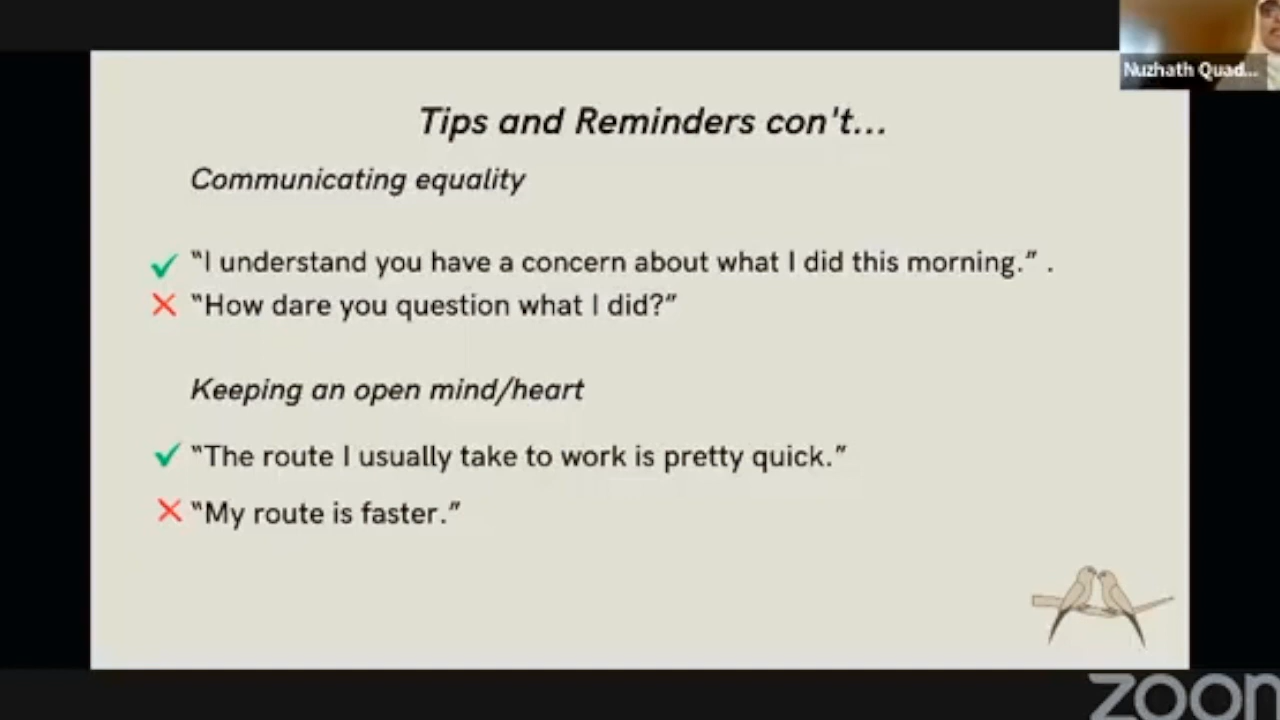 Nuzhath Quad...
Tips and Reminders con't...
Communicating equality
“I understand you have a concern about what I did this morning.” .
“How dare you question what I did?”
Keeping an open mind/heart
“The route I usually take to work is pretty quick.”
“My route is faster.”
zoom